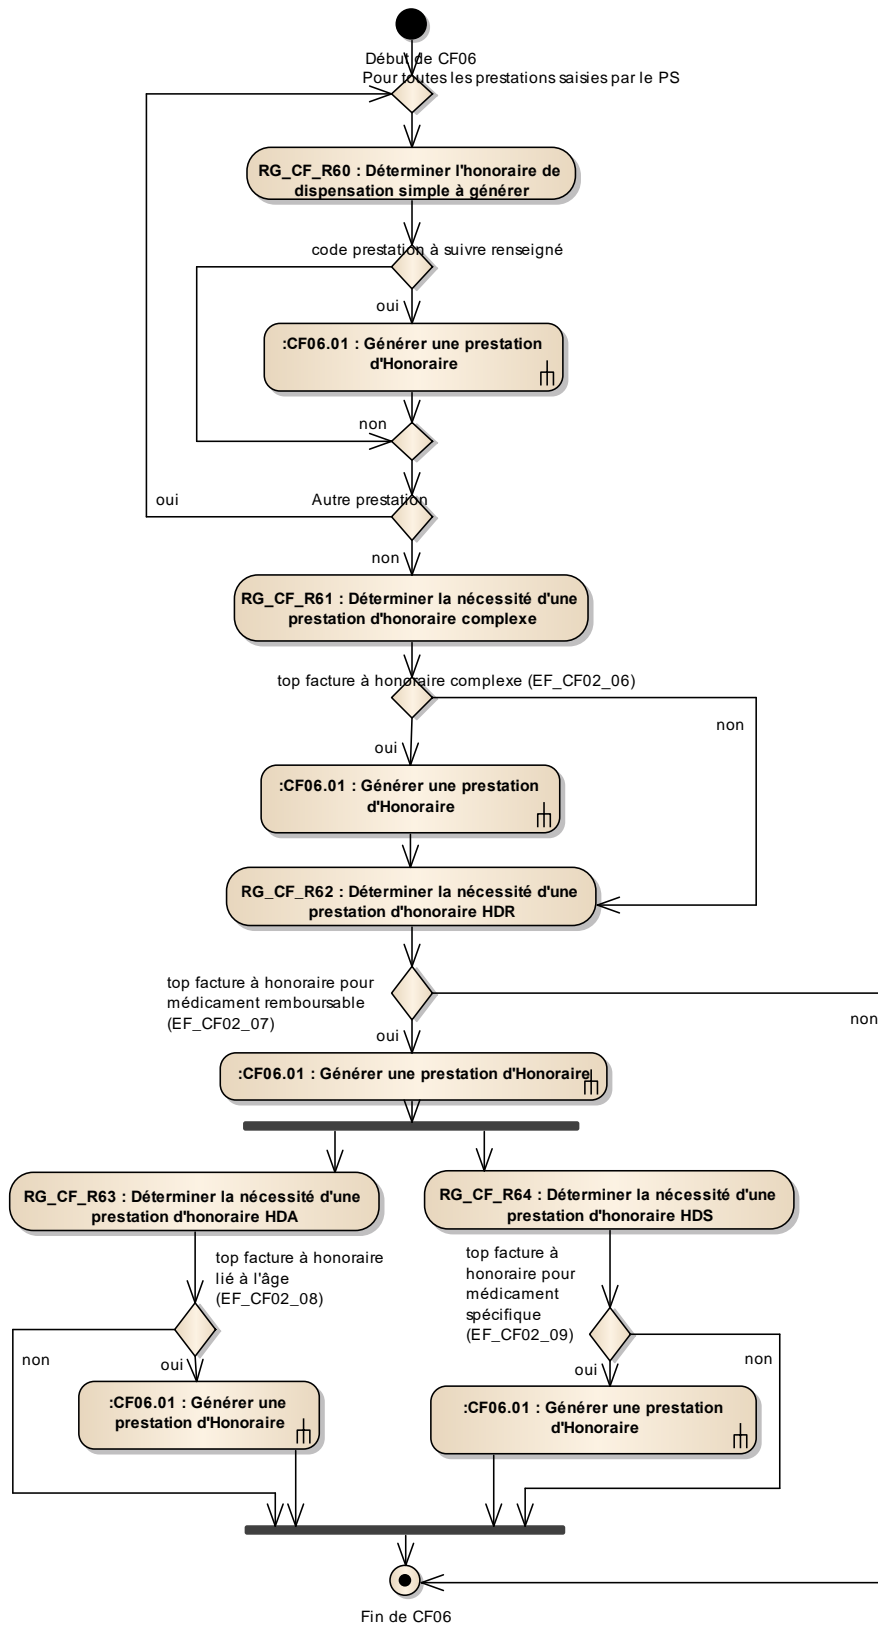 Début de CF06
Pour toutes les prestations saisies par le PS
RG_CF_R60 : Déterminer l'honoraire de
dispensation simple à générer
code prestation à suivre renseigné
oui
:CF06.01 : Générer une prestation
d'Honoraire
non
oui
Autre prestation
non
RG_CF_R61 : Déterminer la nécessité d'une
prestation d'honoraire complexe
top facture à honoraire complexe (EF_CF02_06)
non
oui
:CF06.01 : Générer une prestation
d'Honoraire
RG_CF_R62 : Déterminer la nécessité d'une
prestation d'honoraire HDR
top facture à honoraire pour
médicament remboursable
(EF_CF02_07)
non
oui
:CF06.01 : Générer une prestation d'Honoraire
RG_CF_R63 : Déterminer la nécessité d'une
prestation d'honoraire HDA
RG_CF_R64 : Déterminer la nécessité d'une
prestation d'honoraire HDS
top facture à honoraire
lié à l'âge
(EF_CF02_08)
top facture à
honoraire pour
médicament
spécifique
(EF_CF02_09)
non
oui
oui
non
:CF06.01 : Générer une
prestation d'Honoraire
:CF06.01 : Générer une prestation
d'Honoraire
Fin de CF06